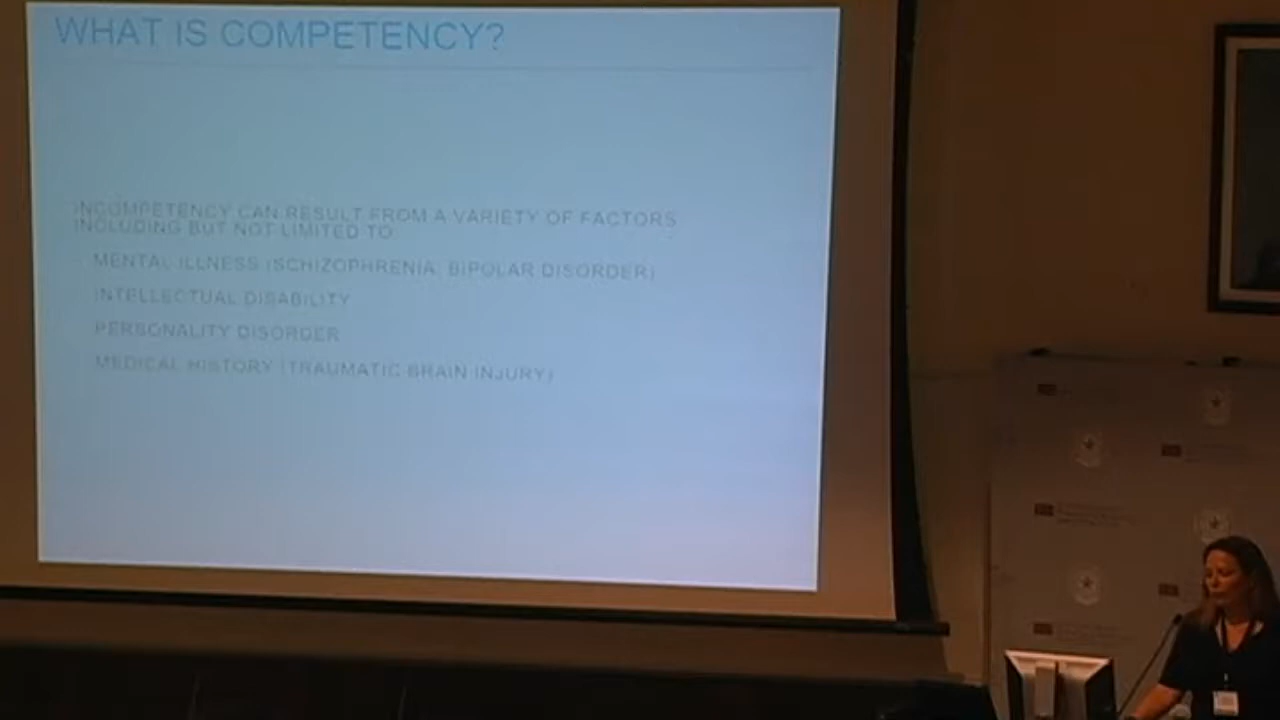 WHAT IS COMPETENCY?
INCOMPETENCY CAN RESULT FROM A VARIETY OF FACTORS
INCLUDING BUT NOT LIMITED TO
MENTAL ILLNESS (SCHIZOPHRENIA, BIPOLAR DISORDER)
INTELLECTUAL DISABILITY
PERSONALITY DISORDER
MEDICAL HISTORY (TRAUMATIC BRAIN INJURY)